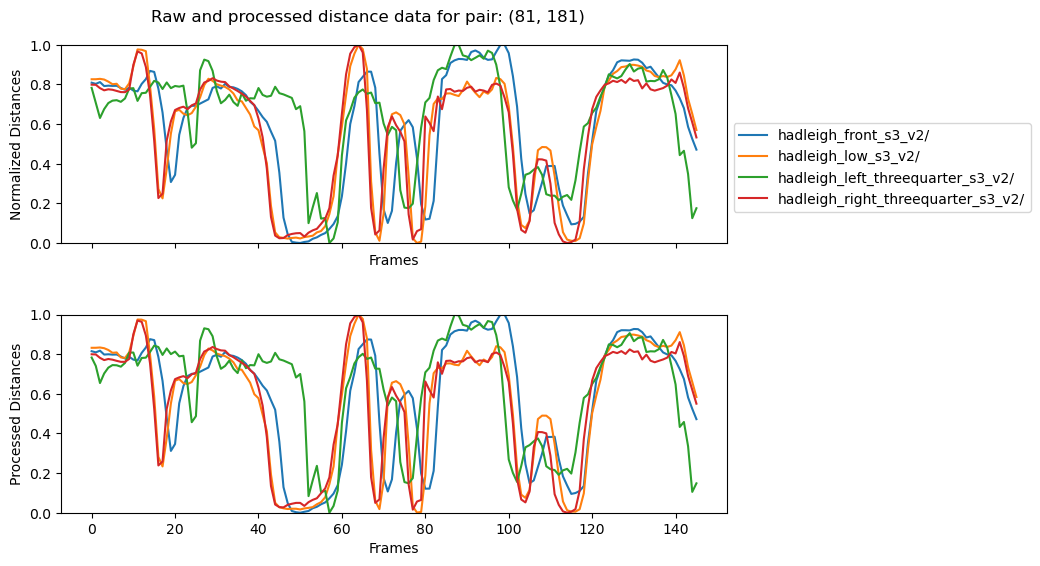 Raw and processed distance data for pair: (81, 181)
Normalized Distances
1.0
0.8
0.6
0.4
0.2
0.0
Frames
hadleigh_front_s3_v2/
hadleigh_low_s3_v2/
hadleigh_left_threequarter_s3_v2/
hadleigh_right_threequarter_s3_v2/
Processed Distances
1.0
0.8
0.6
0.4
0.2
0.0
0 20 40 60 80 100 120 140
Frames